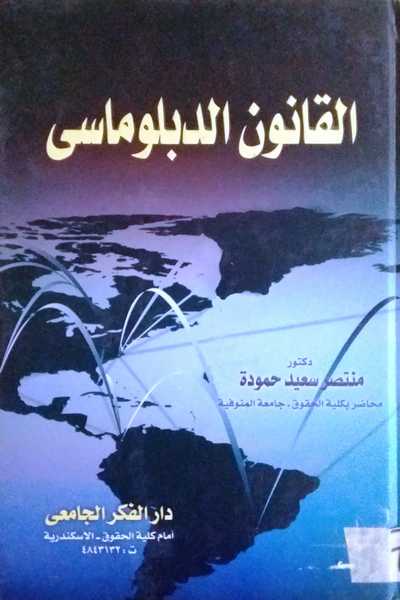 القانون الدبلوماسى
دكتور
منتصر سعيد حمودة
محاضر بكلية الحقوق - جامعة المنوفية
دار الفكر الجامعى
أمام كلية الحقوق - الاسكندرية
ت : ٤٨٤٣١٣٢